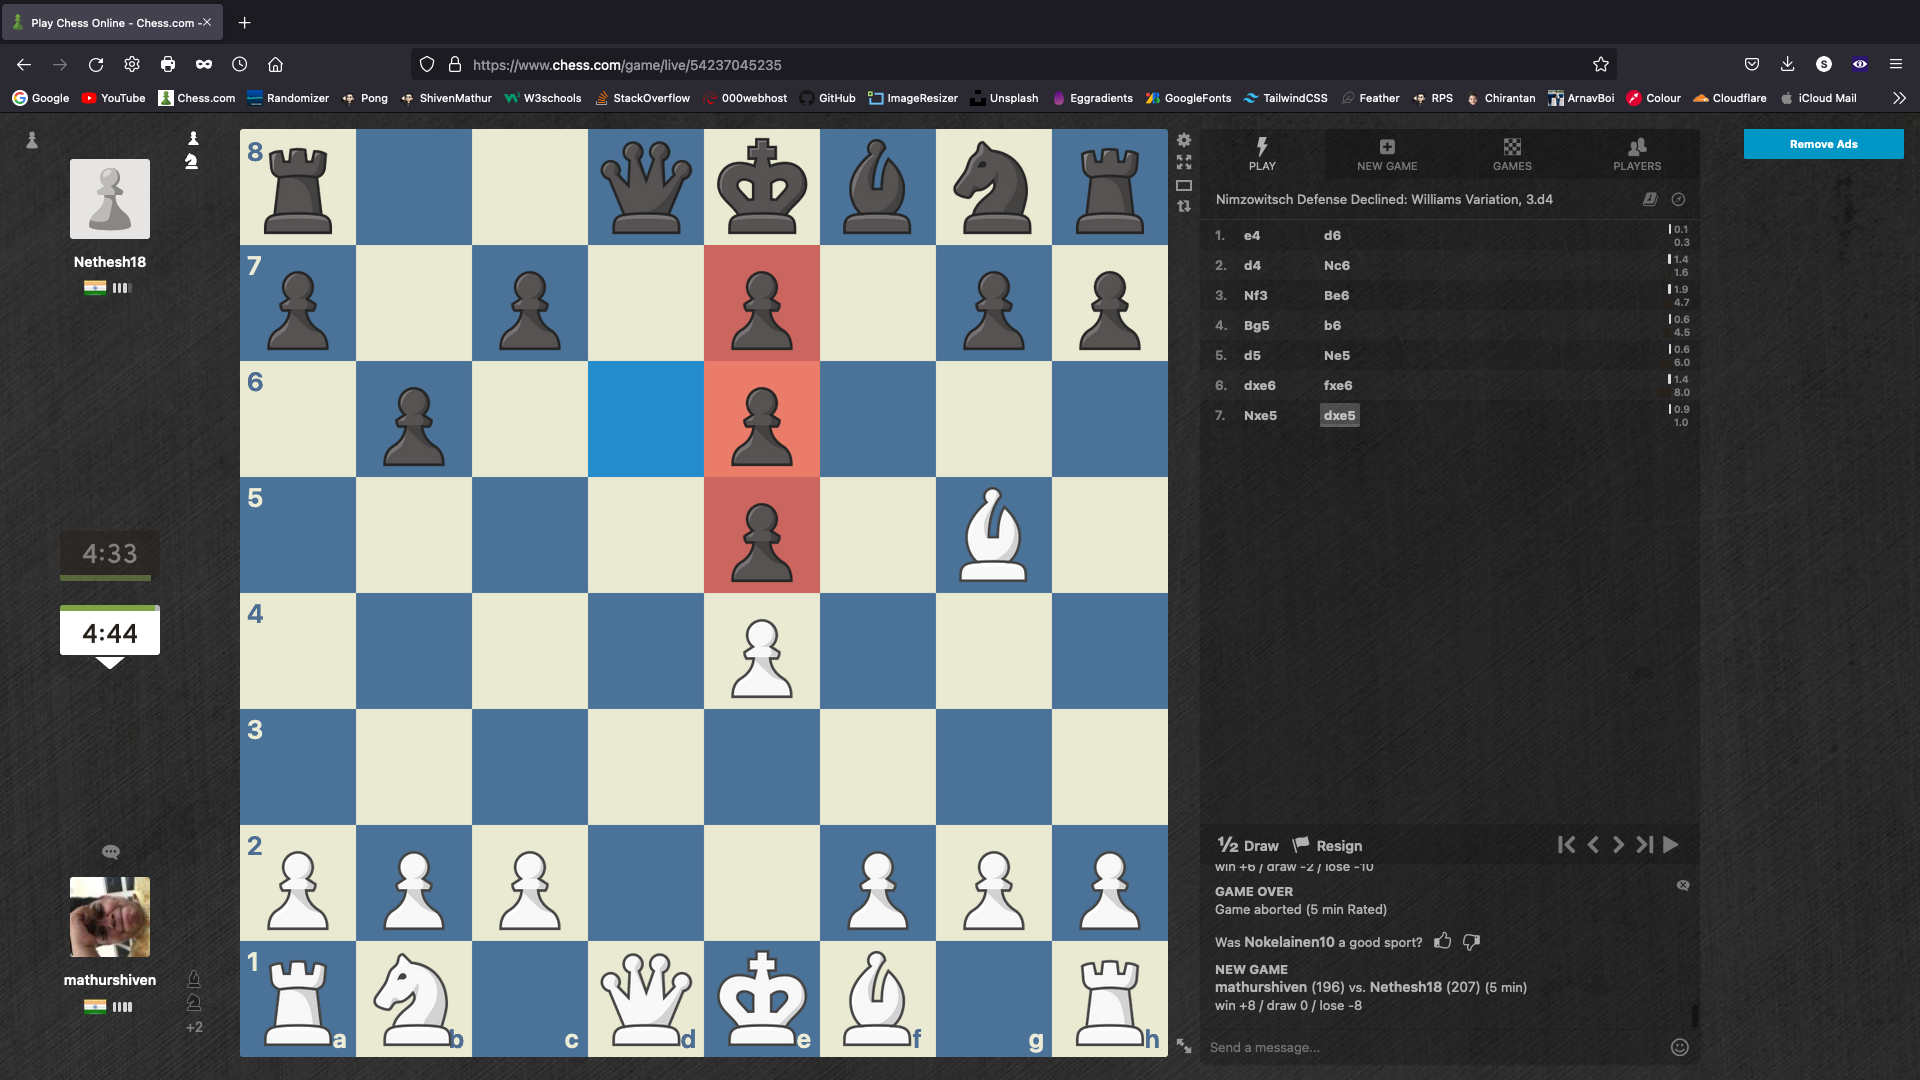 Play Chess Online - Chess.com -
https://www.chess.com/game/live/54237045235
S
Google YouTube Chess.com Randomizer Pong ShivenMathur W3schools StackOverflow 000webhost GitHub ImageResizer Unsplash Eggradients GoogleFonts TailwindCSS Feather RPS Chirantan ArnavBoi Colour Cloudflare iCloud Mail
Nethesh18
4:33
4:44
mathurshiven
+2
8
7
6
5
4
3
2
1
a b c d e f g h
PLAY NEW GAME GAMES PLAYERS
Remove Ads
Nimzowitsch Defense Declined: Williams Variation, 3.d4
1. e4 d6 0.1
0.3
2. d4 Nc6 1.4
1.6
3. Nf3 Be6 1.9
4.7
4. Bg5 b6 0.6
4.5
5. d5 Ne5 0.6
6.0
6. dxe6 fxe6 1.4
8.0
7. Nxe5 dxe5 0.9
1.0
½ Draw Resign
win +6 / draw -2 / lose -10
GAME OVER
Game aborted (5 min Rated)
Was Nokelainen10 a good sport?
NEW GAME
mathurshiven (196) vs. Nethesh18 (207) (5 min)
win +8 / draw 0 / lose -8
Send a message...